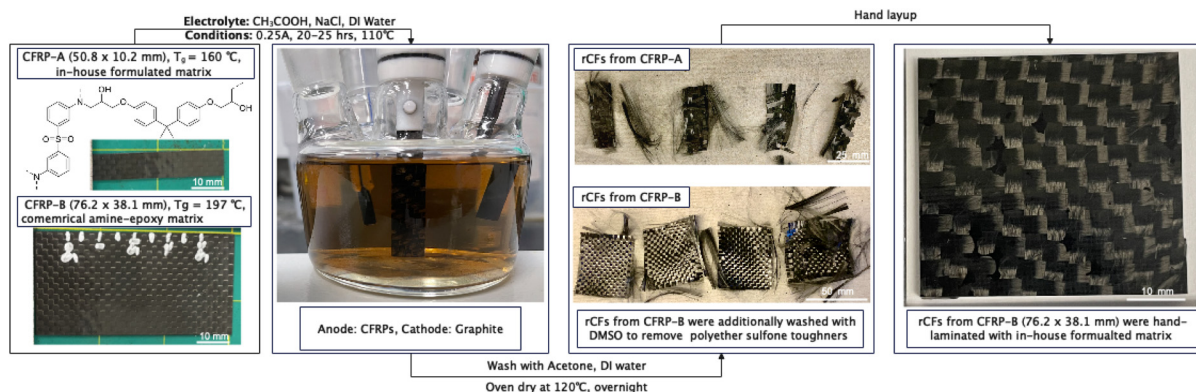 Electrolyte: CH₃COOH, NaCl, DI Water
Conditions: 0.25A, 20-25 hrs, 110℃
Hand layup
CFRP-A (50.8 x 10.2 mm), Tg = 160 ℃,
in-house formulated matrix
OH
N
O
O
OH
O=S=O
N
10 mm
CFRP-B (76.2 x 38.1 mm), Tg = 197 ℃,
comemrical amine-epoxy matrix
10 mm
Anode: CFRPs, Cathode: Graphite
rCFs from CFRP-A
25 mm
rCFs from CFRP-B
50 mm
rCFs from CFRP-B were additionally washed with
DMSO to remove polyether sulfone toughners
10 mm
rCFs from CFRP-B (76.2 x 38.1 mm) were hand-
laminated with in-house formualted matrix
Wash with Acetone, DI water
Oven dry at 120℃, overnight